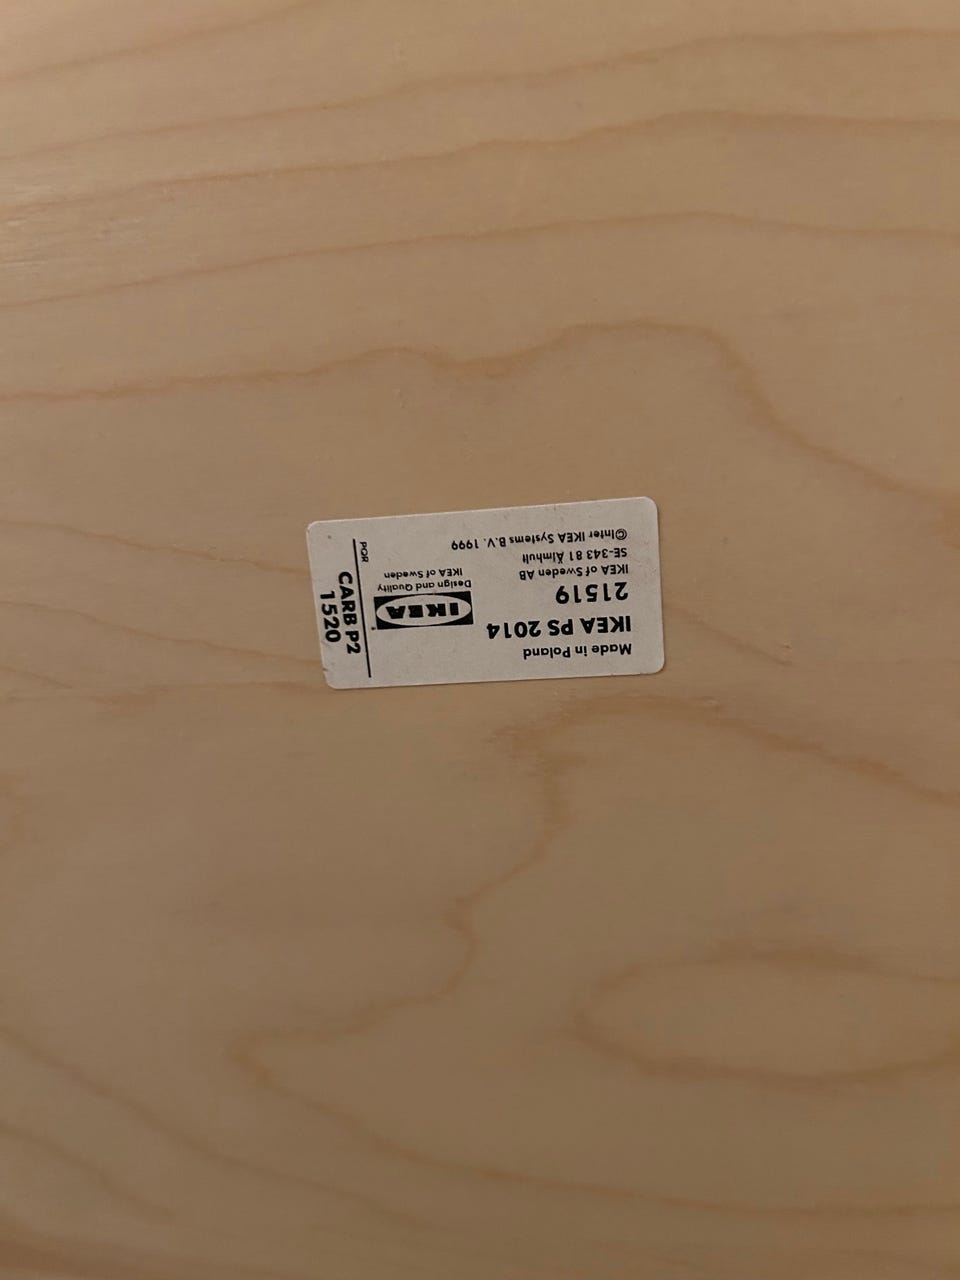 Made in Poland
IKEA PS 2014
21519
IKEA of Sweden AB
SE-343 81 Älmhult
©Inter IKEA Systems B.V. 1999
IKEA
Design and Quality
IKEA of Sweden
POR
CARB P2
1520